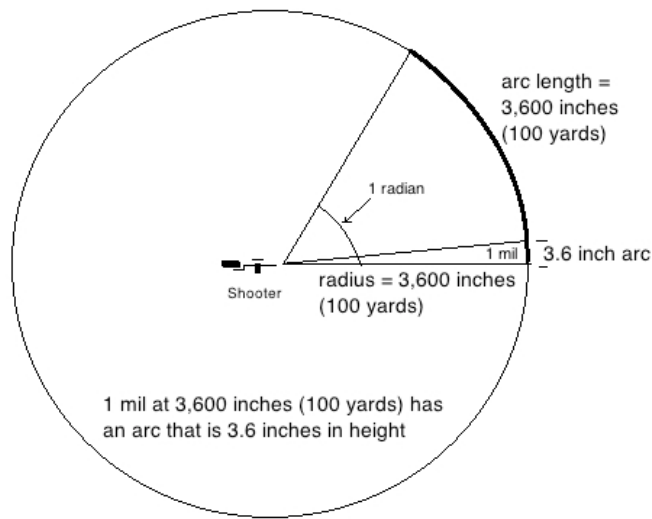 arc length =
3,600 inches
(100 yards)
1 radian
1 mil
3.6 inch arc
radius = 3,600 inches
(100 yards)
Shooter
1 mil at 3,600 inches (100 yards) has
an arc that is 3.6 inches in height